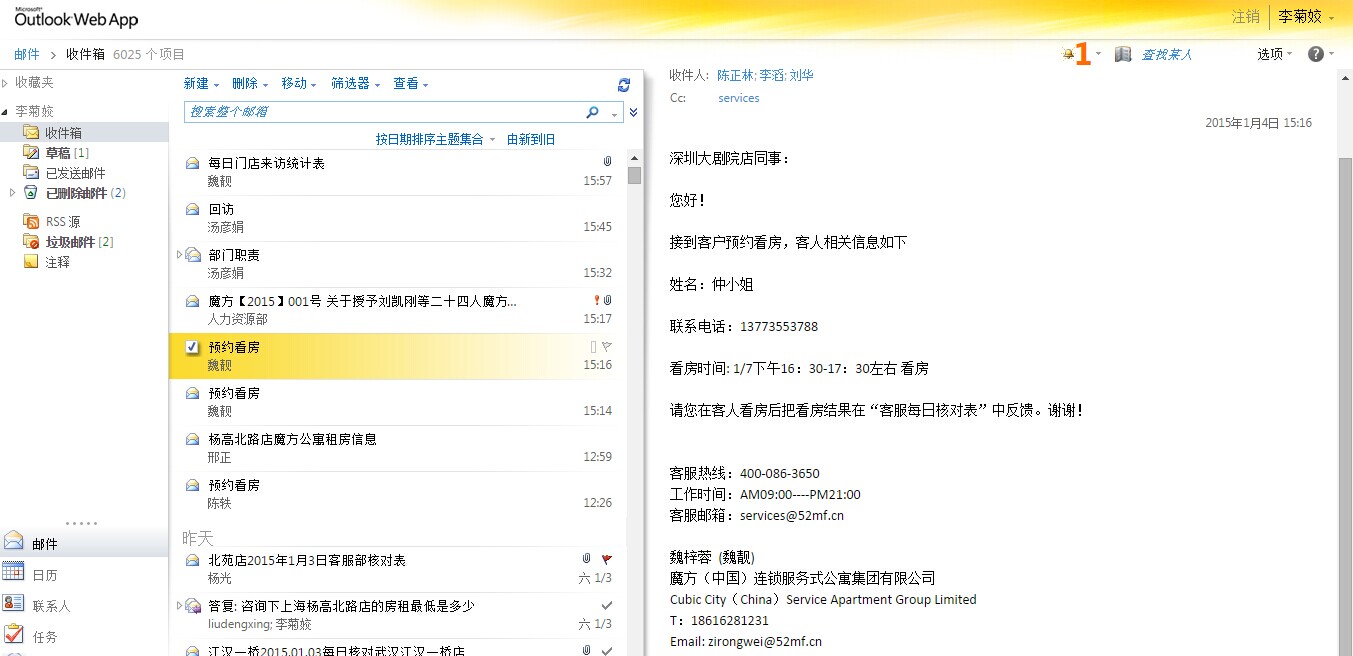 Microsoft®
Outlook Web App
注销
李菊姣
邮件 > 收件箱 6025 个项目
1
查找某人
选项
收藏夹
李菊姣
收件箱
草稿 [1]
已发送邮件
已删除邮件 (2)
RSS 源
垃圾邮件 [2]
注释
邮件
日历
联系人
任务
新建 删除 移动 筛选器 查看
搜索整个邮箱
按日期排序主题集合 由新到旧
每日门店来访统计表
魏靓 15:57
回访
汤彦娟 15:45
部门职责
汤彦娟 15:32
魔方【2015】001号 关于授予刘凯刚等二十四人魔方...
人力资源部 15:17
预约看房
魏靓 15:16
预约看房
魏靓 15:14
杨高北路店魔方公寓租房信息
邢正 12:59
预约看房
陈轶 12:26
昨天
北苑店2015年1月3日客服部核对表
杨光 六 1/3
答复: 咨询下上海杨高北路店的房租最低是多少
liudengxing; 李菊姣 六 1/3
江汉一桥2015.01.03每日核对武汉江汉一桥店
收件人: 陈正林; 李滔; 刘华
Cc: services
2015年1月4日 15:16
深圳大剧院店同事：
您好！
接到客户预约看房，客人相关信息如下
姓名：仲小姐
联系电话：13773553788
看房时间: 1/7下午16：30-17：30左右 看房
请您在客人看房后把看房结果在“客服每日核对表”中反馈。谢谢！
客服热线：400-086-3650
工作时间：AM09:00----PM21:00
客服邮箱：services@52mf.cn
魏梓蓉 (魏靓)
魔方（中国）连锁服务式公寓集团有限公司
Cubic City（China）Service Apartment Group Limited
T：18616281231
Email: zirongwei@52mf.cn